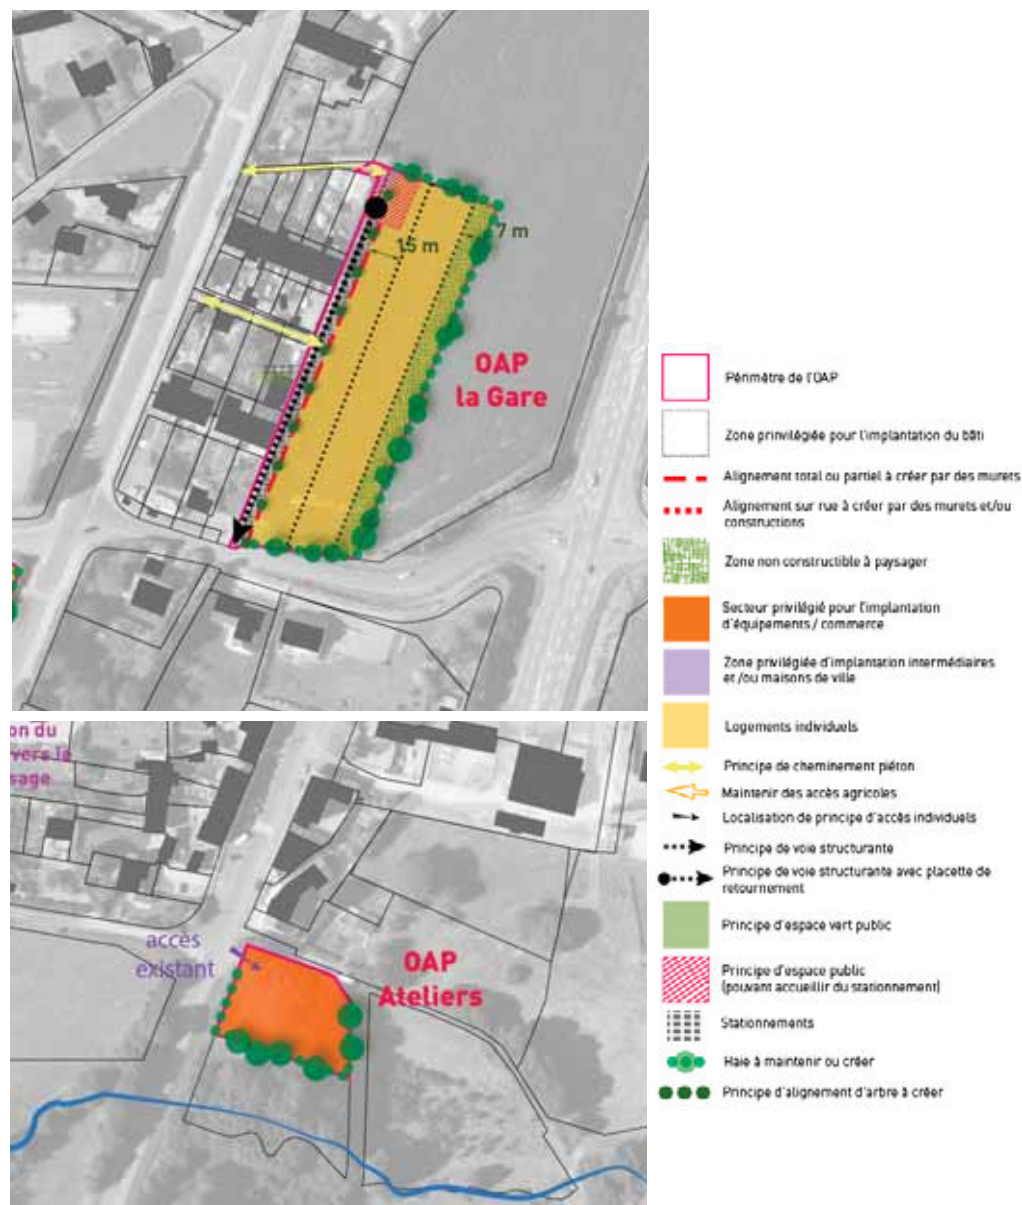 15 m
7 m
OAP
la Gare
on du
vers le
sage
accès
existant
OAP
Ateliers
Périmètre de l'OAP
Zone privilégiée pour l'implantation du bâti
Alignement total ou partiel à créer par des murets
Alignement sur rue à créer par des murets et/ou
constructions
Zone non constructible à paysager
Secteur privilégié pour l'implantation
d'équipements / commerce
Zone privilégiée d'implantation intermédiaires
et /ou maisons de ville
Logements individuels
Principe de cheminement piéton
Maintenir des accès agricoles
Localisation de principe d'accès individuels
Principe de voie structurante
Principe de voie structurante avec placette de
retournement
Principe d'espace vert public
Principe d'espace public
(pouvant accueillir du stationnement)
Stationnements
Haie à maintenir ou créer
Principe d'alignement d'arbre à créer